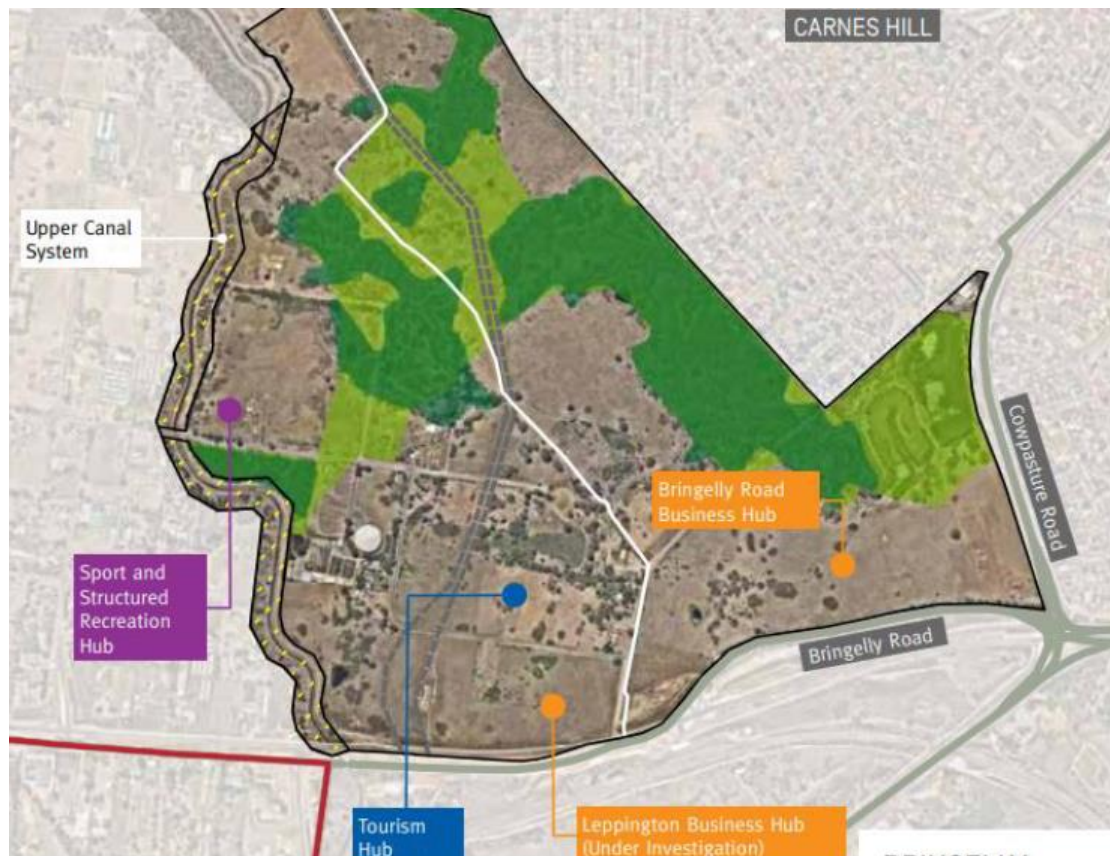 CARNES HILL
Upper Canal
System
Cowpasture Road
Bringelly Road
Business Hub
Sport and
Structured
Recreation
Hub
Bringelly Road
Tourism
Hub
Leppington Business Hub
(Under Investigation)